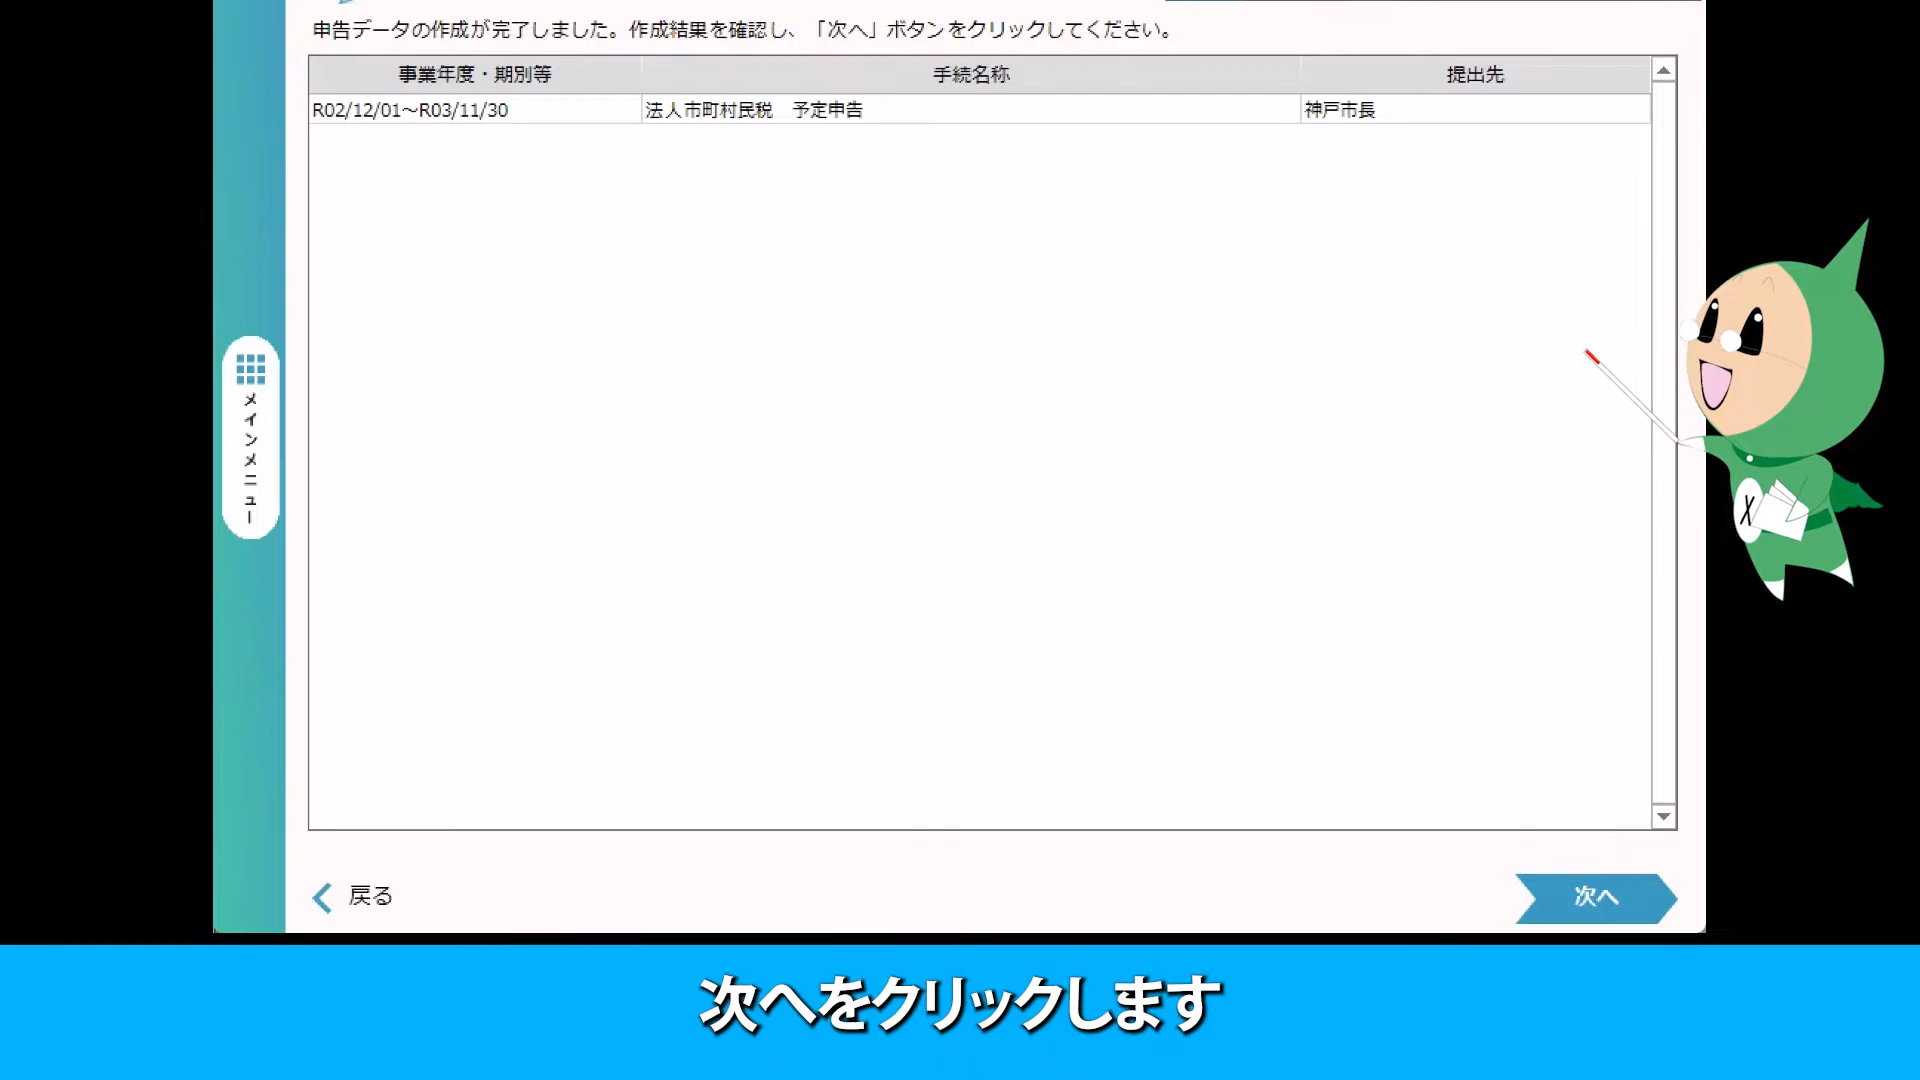 申告データの作成が完了しました。作成結果を確認し、「次へ」ボタンをクリックしてください。
事業年度・期別等 手続名称 提出先
R02/12/01～R03/11/30 法人市町村民税　予定申告 神戸市長
メインメニュー
X
戻る
次へ
次へをクリックします